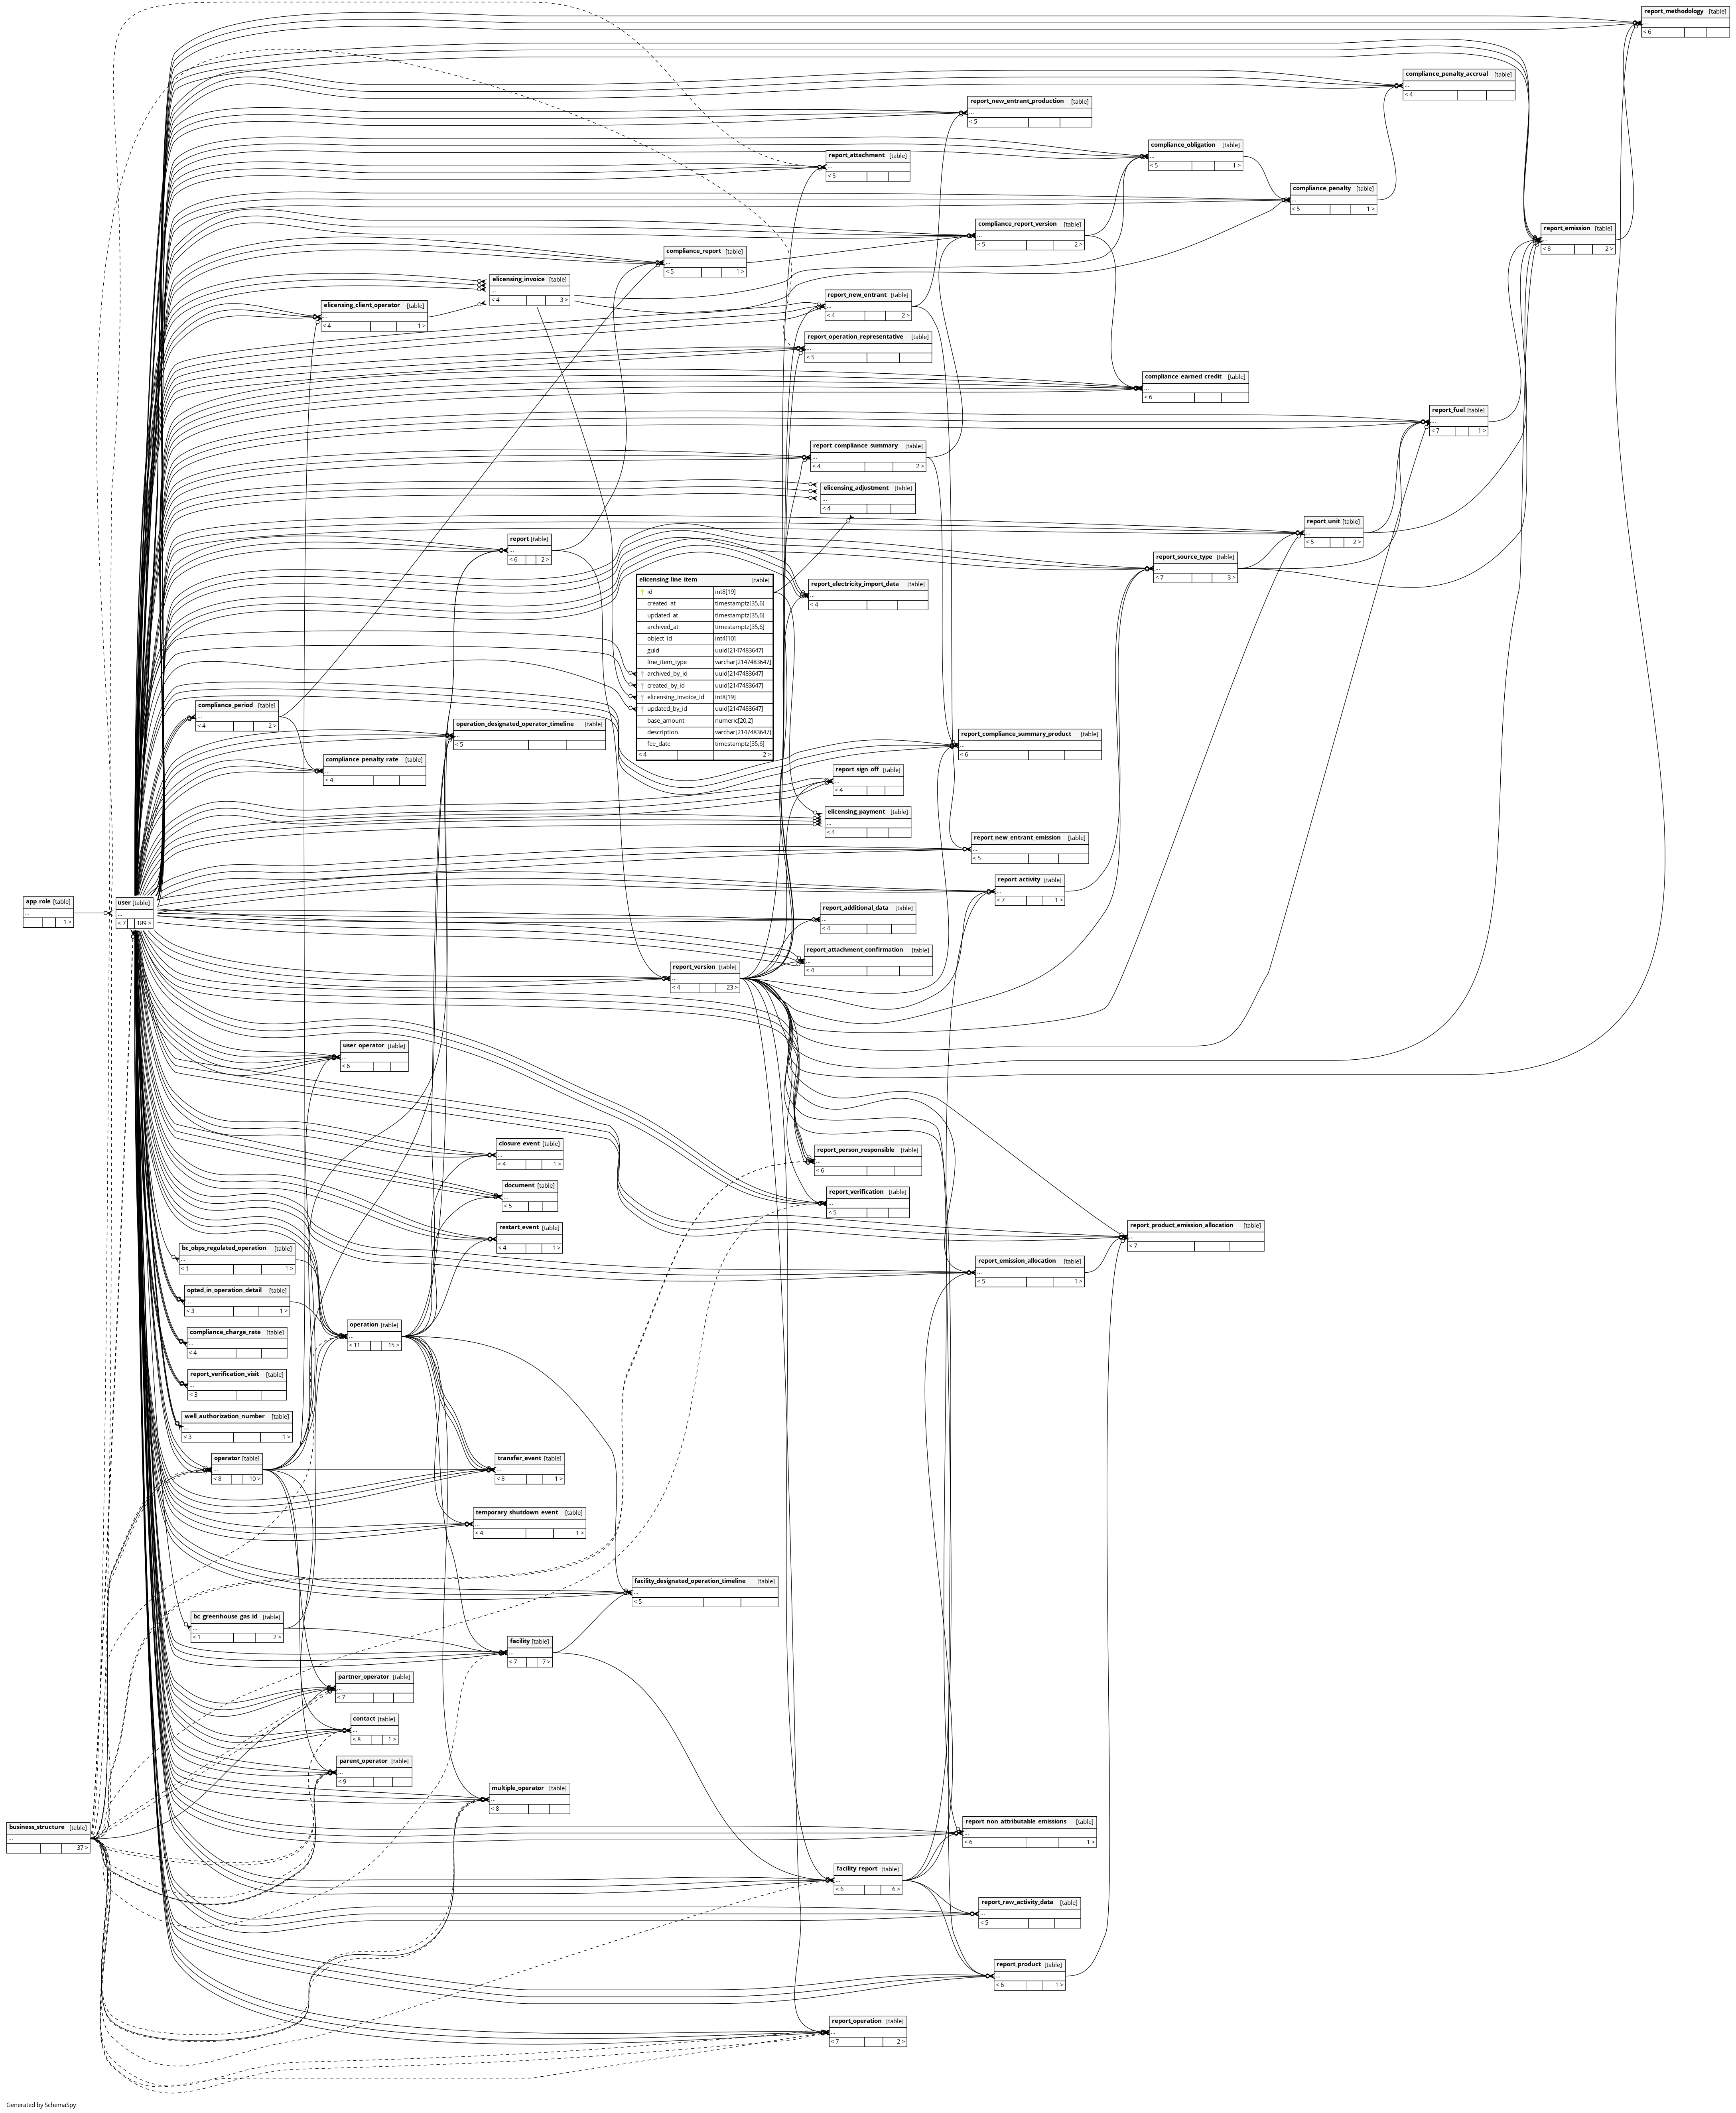 report_methodology [table]
...
< 6
compliance_penalty_accrual [table]
...
< 4
report_new_entrant_production [table]
...
< 5
compliance_obligation [table]
...
< 5 1 >
report_attachment [table]
...
< 5
compliance_penalty [table]
...
< 5 1 >
compliance_report_version [table]
...
< 5 2 >
report_emission [table]
...
< 8 2 >
compliance_report [table]
...
< 5 1 >
elicensing_invoice [table]
...
< 4 3 >
report_new_entrant [table]
...
< 4 2 >
elicensing_client_operator [table]
...
< 4 1 >
report_operation_representative [table]
...
< 5
compliance_earned_credit [table]
...
< 6
report_fuel [table]
...
< 7 1 >
report_compliance_summary [table]
...
< 4 2 >
elicensing_adjustment [table]
...
< 4
report_unit [table]
...
< 5 2 >
report [table]
...
< 6 2 >
report_source_type [table]
...
< 7 3 >
elicensing_line_item [table]
id int8[19]
created_at timestamptz[35,6]
updated_at timestamptz[35,6]
archived_at timestamptz[35,6]
object_id int4[10]
guid uuid[2147483647]
line_item_type varchar[2147483647]
archived_by_id uuid[2147483647]
created_by_id uuid[2147483647]
elicensing_invoice_id int8[19]
updated_by_id uuid[2147483647]
base_amount numeric[20,2]
description varchar[2147483647]
fee_date timestamptz[35,6]
< 4 2 >
report_electricity_import_data [table]
...
< 4
compliance_period [table]
...
< 4 2 >
operation_designated_operator_timeline [table]
...
< 5
report_compliance_summary_product [table]
...
< 6
compliance_penalty_rate [table]
...
< 4
report_sign_off [table]
...
< 4
elicensing_payment [table]
...
< 4
report_new_entrant_emission [table]
...
< 5
report_activity [table]
...
< 7 1 >
app_role [table]
...
1 >
user [table]
...
< 7 189 >
report_additional_data [table]
...
< 4
report_attachment_confirmation [table]
...
< 4
report_version [table]
...
< 4 23 >
user_operator [table]
...
< 6
closure_event [table]
...
< 4 1 >
report_person_responsible [table]
...
< 6
document [table]
...
< 5
report_verification [table]
...
< 5
restart_event [table]
...
< 4 1 >
report_product_emission_allocation [table]
...
< 7
bc_obps_regulated_operation [table]
...
< 1 1 >
report_emission_allocation [table]
...
< 5 1 >
opted_in_operation_detail [table]
...
< 3 1 >
operation [table]
...
< 11 15 >
compliance_charge_rate [table]
...
< 4
report_verification_visit [table]
...
< 3
well_authorization_number [table]
...
< 3 1 >
operator [table]
...
< 8 10 >
transfer_event [table]
...
< 8 1 >
temporary_shutdown_event [table]
...
< 4 1 >
facility_designated_operation_timeline [table]
...
< 5
bc_greenhouse_gas_id [table]
...
< 1 2 >
facility [table]
...
< 7 7 >
partner_operator [table]
...
< 7
contact [table]
...
< 8 1 >
parent_operator [table]
...
< 9
multiple_operator [table]
...
< 8
business_structure [table]
...
37 >
report_non_attributable_emissions [table]
...
< 6 1 >
facility_report [table]
...
< 6 6 >
report_raw_activity_data [table]
...
< 5
report_product [table]
...
< 6 1 >
report_operation [table]
...
< 7 2 >
Generated by SchemaSpy